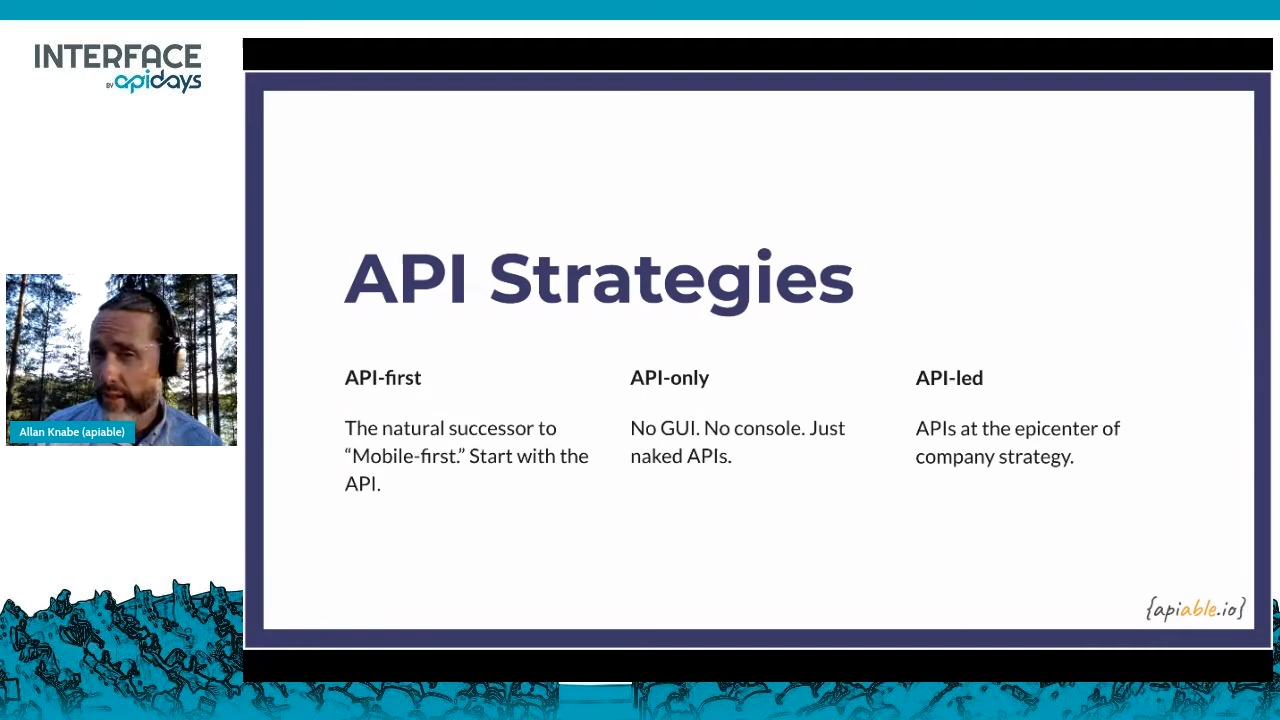 INTERFACE
BY apidays
API Strategies
API-first
The natural successor to
“Mobile-first.” Start with the
API.
API-only
No GUI. No console. Just
naked APIs.
API-led
APIs at the epicenter of
company strategy.
Allan Knabe (apiable)
{apiable.io}